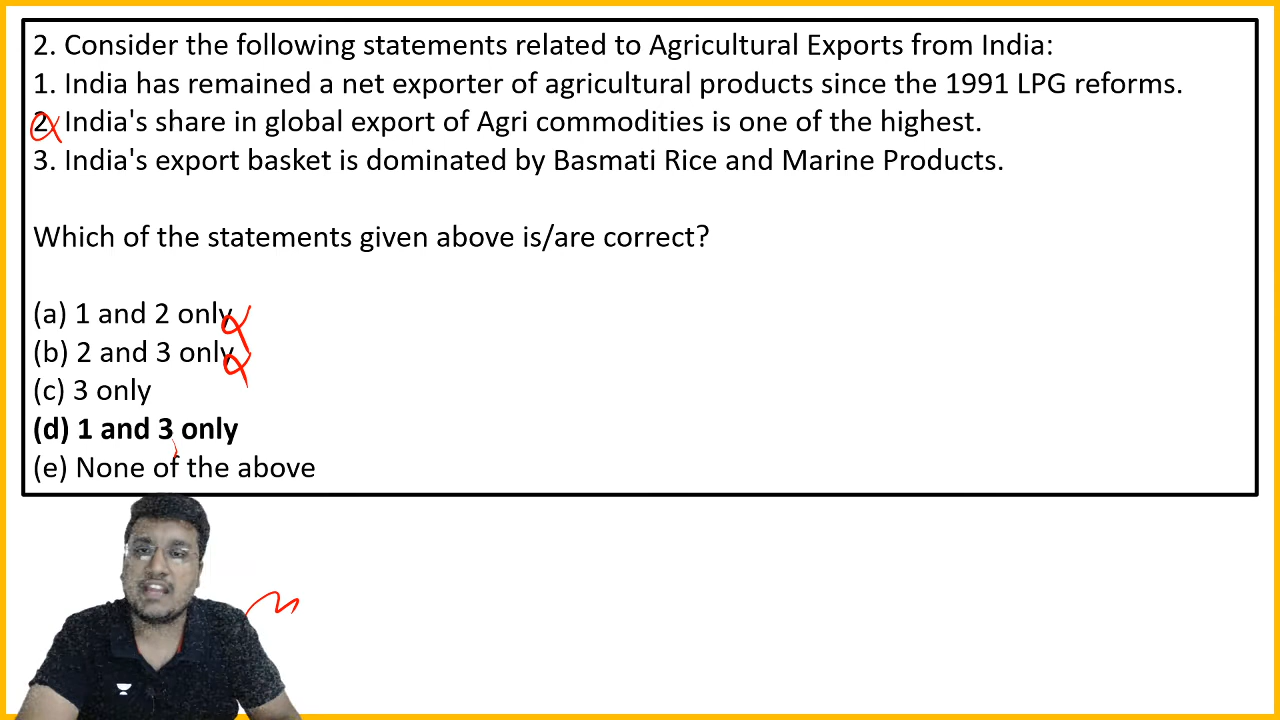 2. Consider the following statements related to Agricultural Exports from India:
1. India has remained a net exporter of agricultural products since the 1991 LPG reforms.
2. India's share in global export of Agri commodities is one of the highest.
3. India's export basket is dominated by Basmati Rice and Marine Products.
Which of the statements given above is/are correct?
(a) 1 and 2 only
(b) 2 and 3 only
(c) 3 only
(d) 1 and 3 only
(e) None of the above